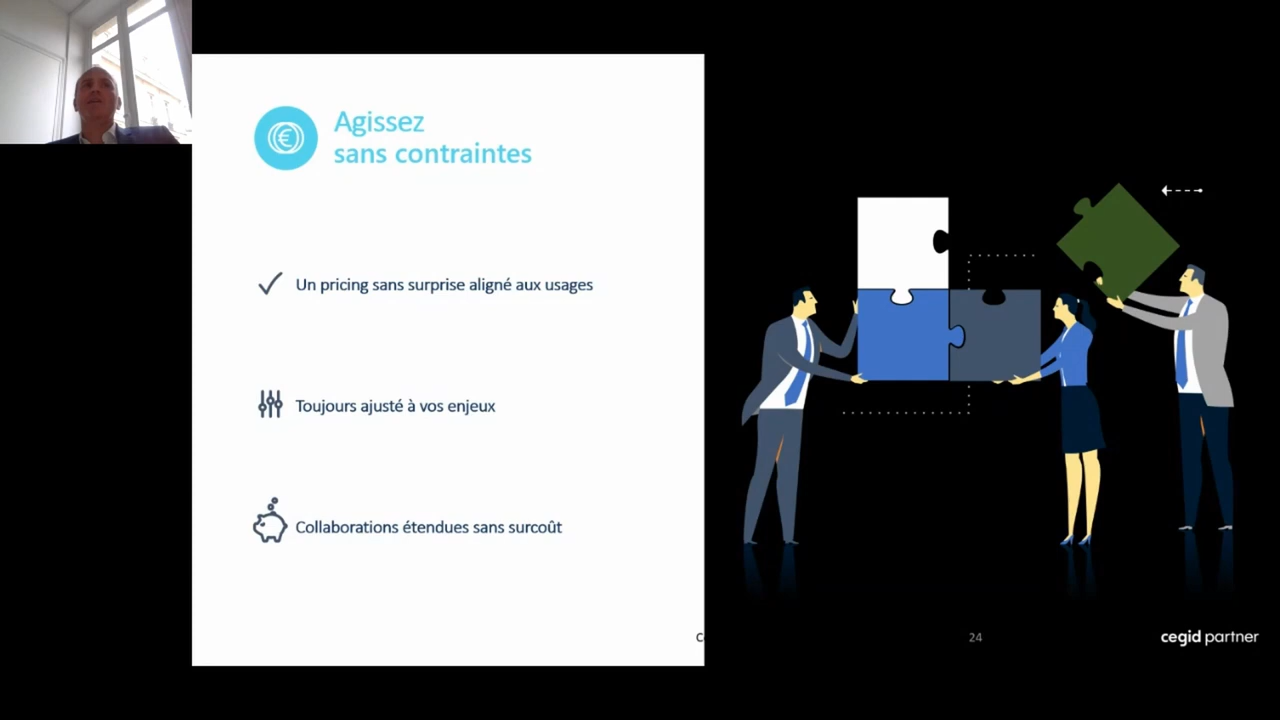 Agissez
sans contraintes
Un pricing sans surprise aligné aux usages
Toujours ajusté à vos enjeux
Collaborations étendues sans surcoût
24
cegid partner